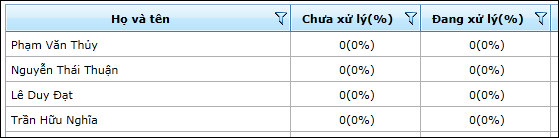 Họ và tên Chưa xử lý(%) Đang xử lý(%)
Phạm Văn Thủy 0(0%) 0(0%)
Nguyễn Thái Thuận 0(0%) 0(0%)
Lê Duy Đạt 0(0%) 0(0%)
Trần Hữu Nghĩa 0(0%) 0(0%)